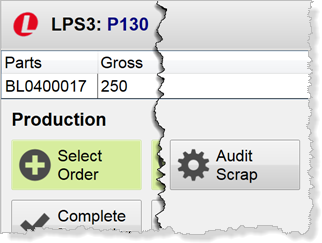 LPS3: P130
Parts Gross
BL0400017 250
Production
Select
Order
Audit
Scrap
Complete